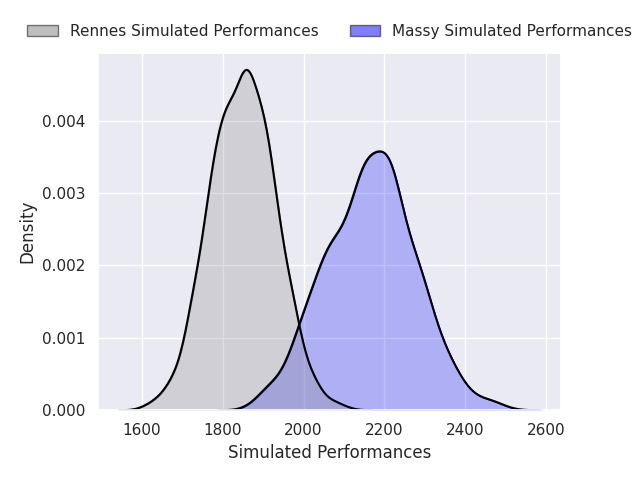 Rennes Simulated Performances Massy Simulated Performances
0.004
0.003
0.002
0.001
0.000
Density
1600 1800 2000 2200 2400 2600
Simulated Performances